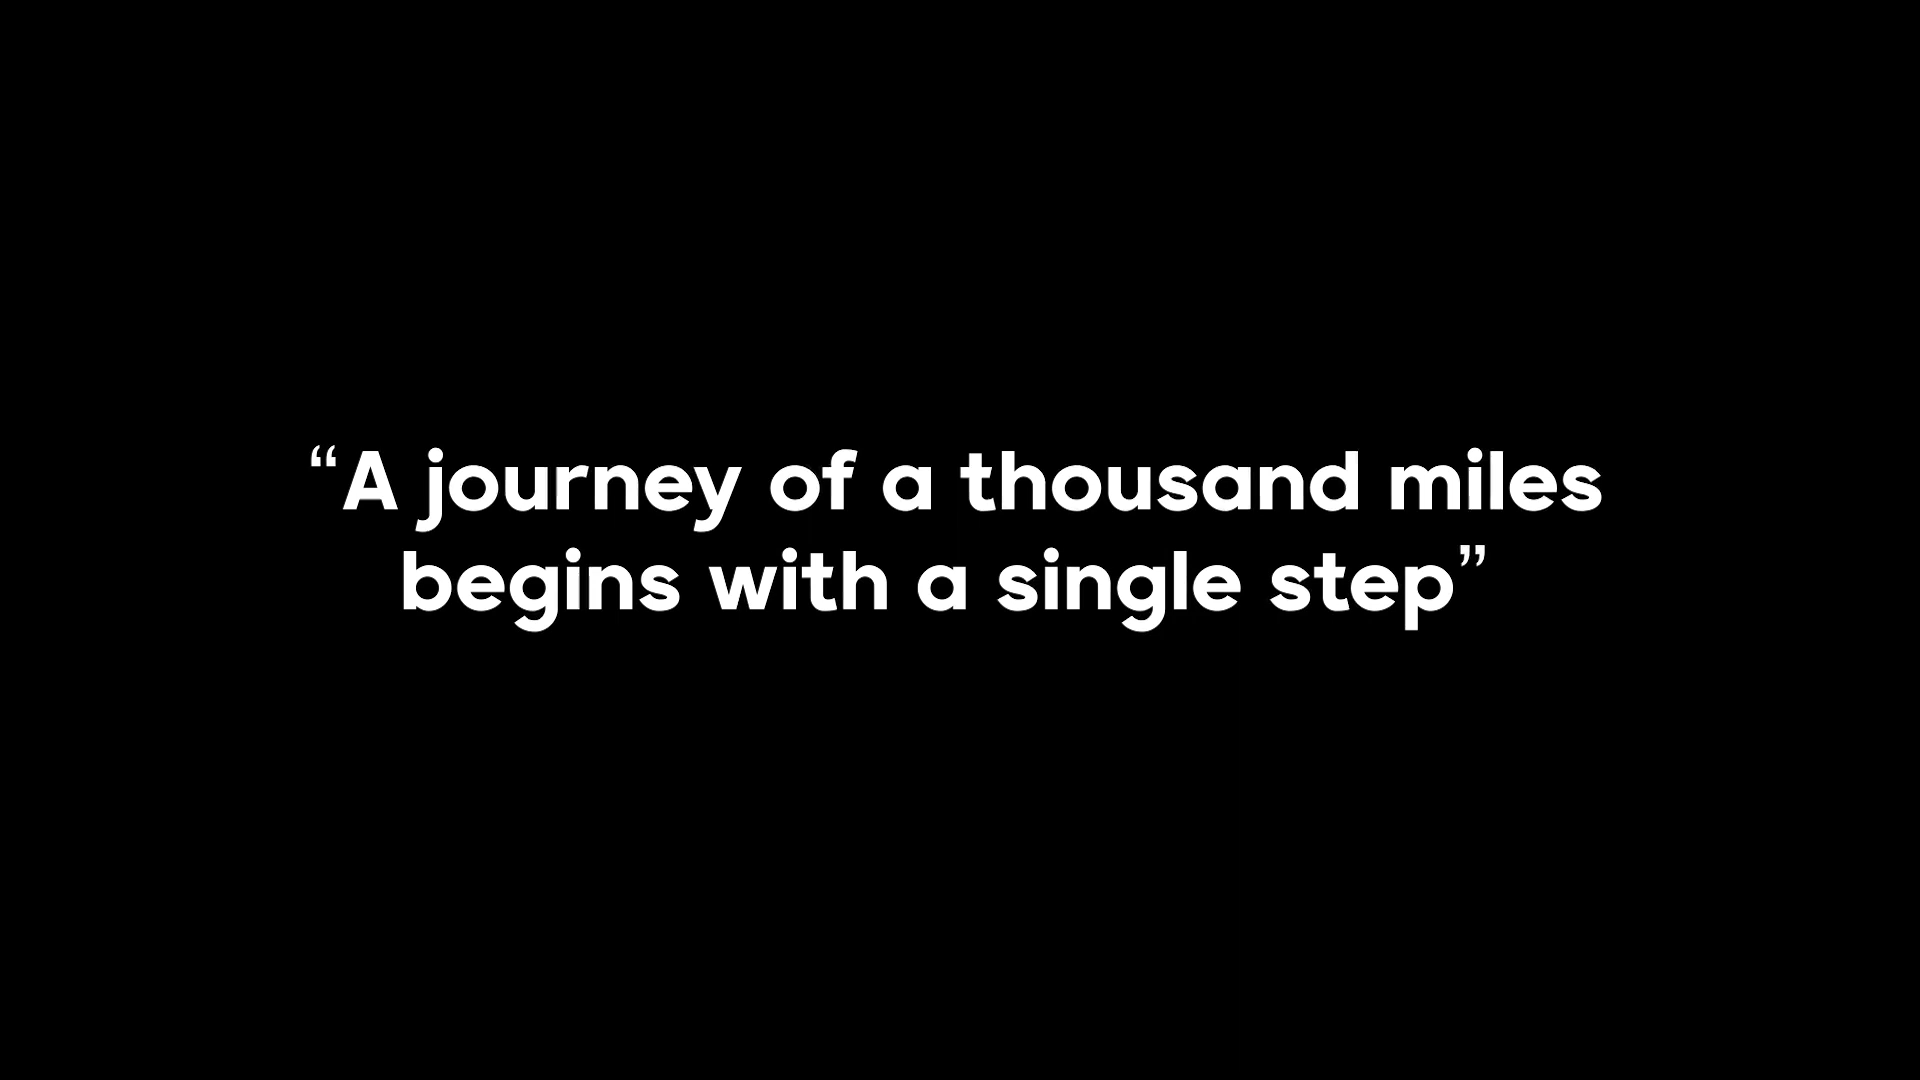 “A journey of a thousand miles
begins with a single step”